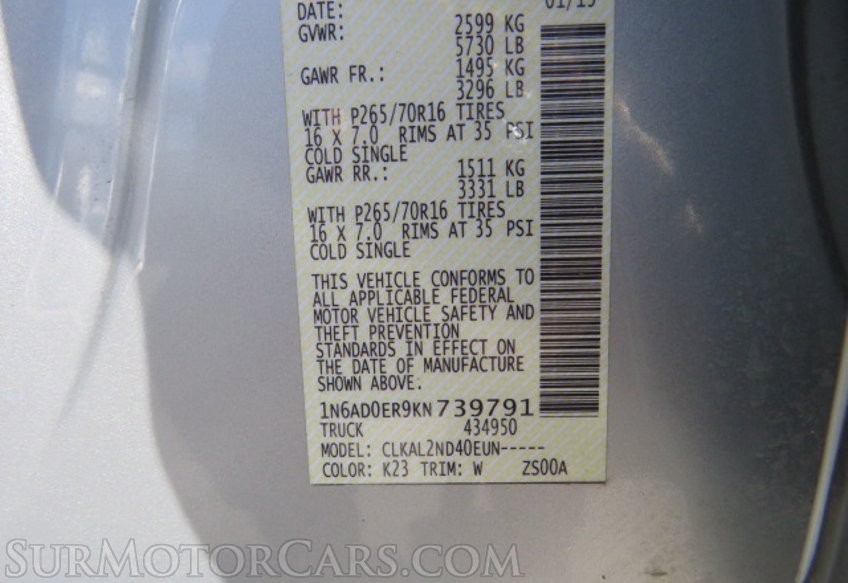 DATE:
GVWR: 2599 KG
5730 LB
GAWR FR.: 1495 KG
3296 LB
WITH P265/70R16 TIRES
16 X 7.0 RIMS AT 35 PSI
COLD SINGLE
GAWR RR.: 1511 KG
3331 LB
WITH P265/70R16 TIRES
16 X 7.0 RIMS AT 35 PSI
COLD SINGLE
THIS VEHICLE CONFORMS TO
ALL APPLICABLE FEDERAL
MOTOR VEHICLE SAFETY AND
THEFT PREVENTION
STANDARDS IN EFFECT ON
THE DATE OF MANUFACTURE
SHOWN ABOVE.
1N6AD0ER9KN739791
TRUCK 434950
MODEL: CLKAL2ND40EUN-----
COLOR: K23 TRIM: W ZS00A
SurMotorCars.com